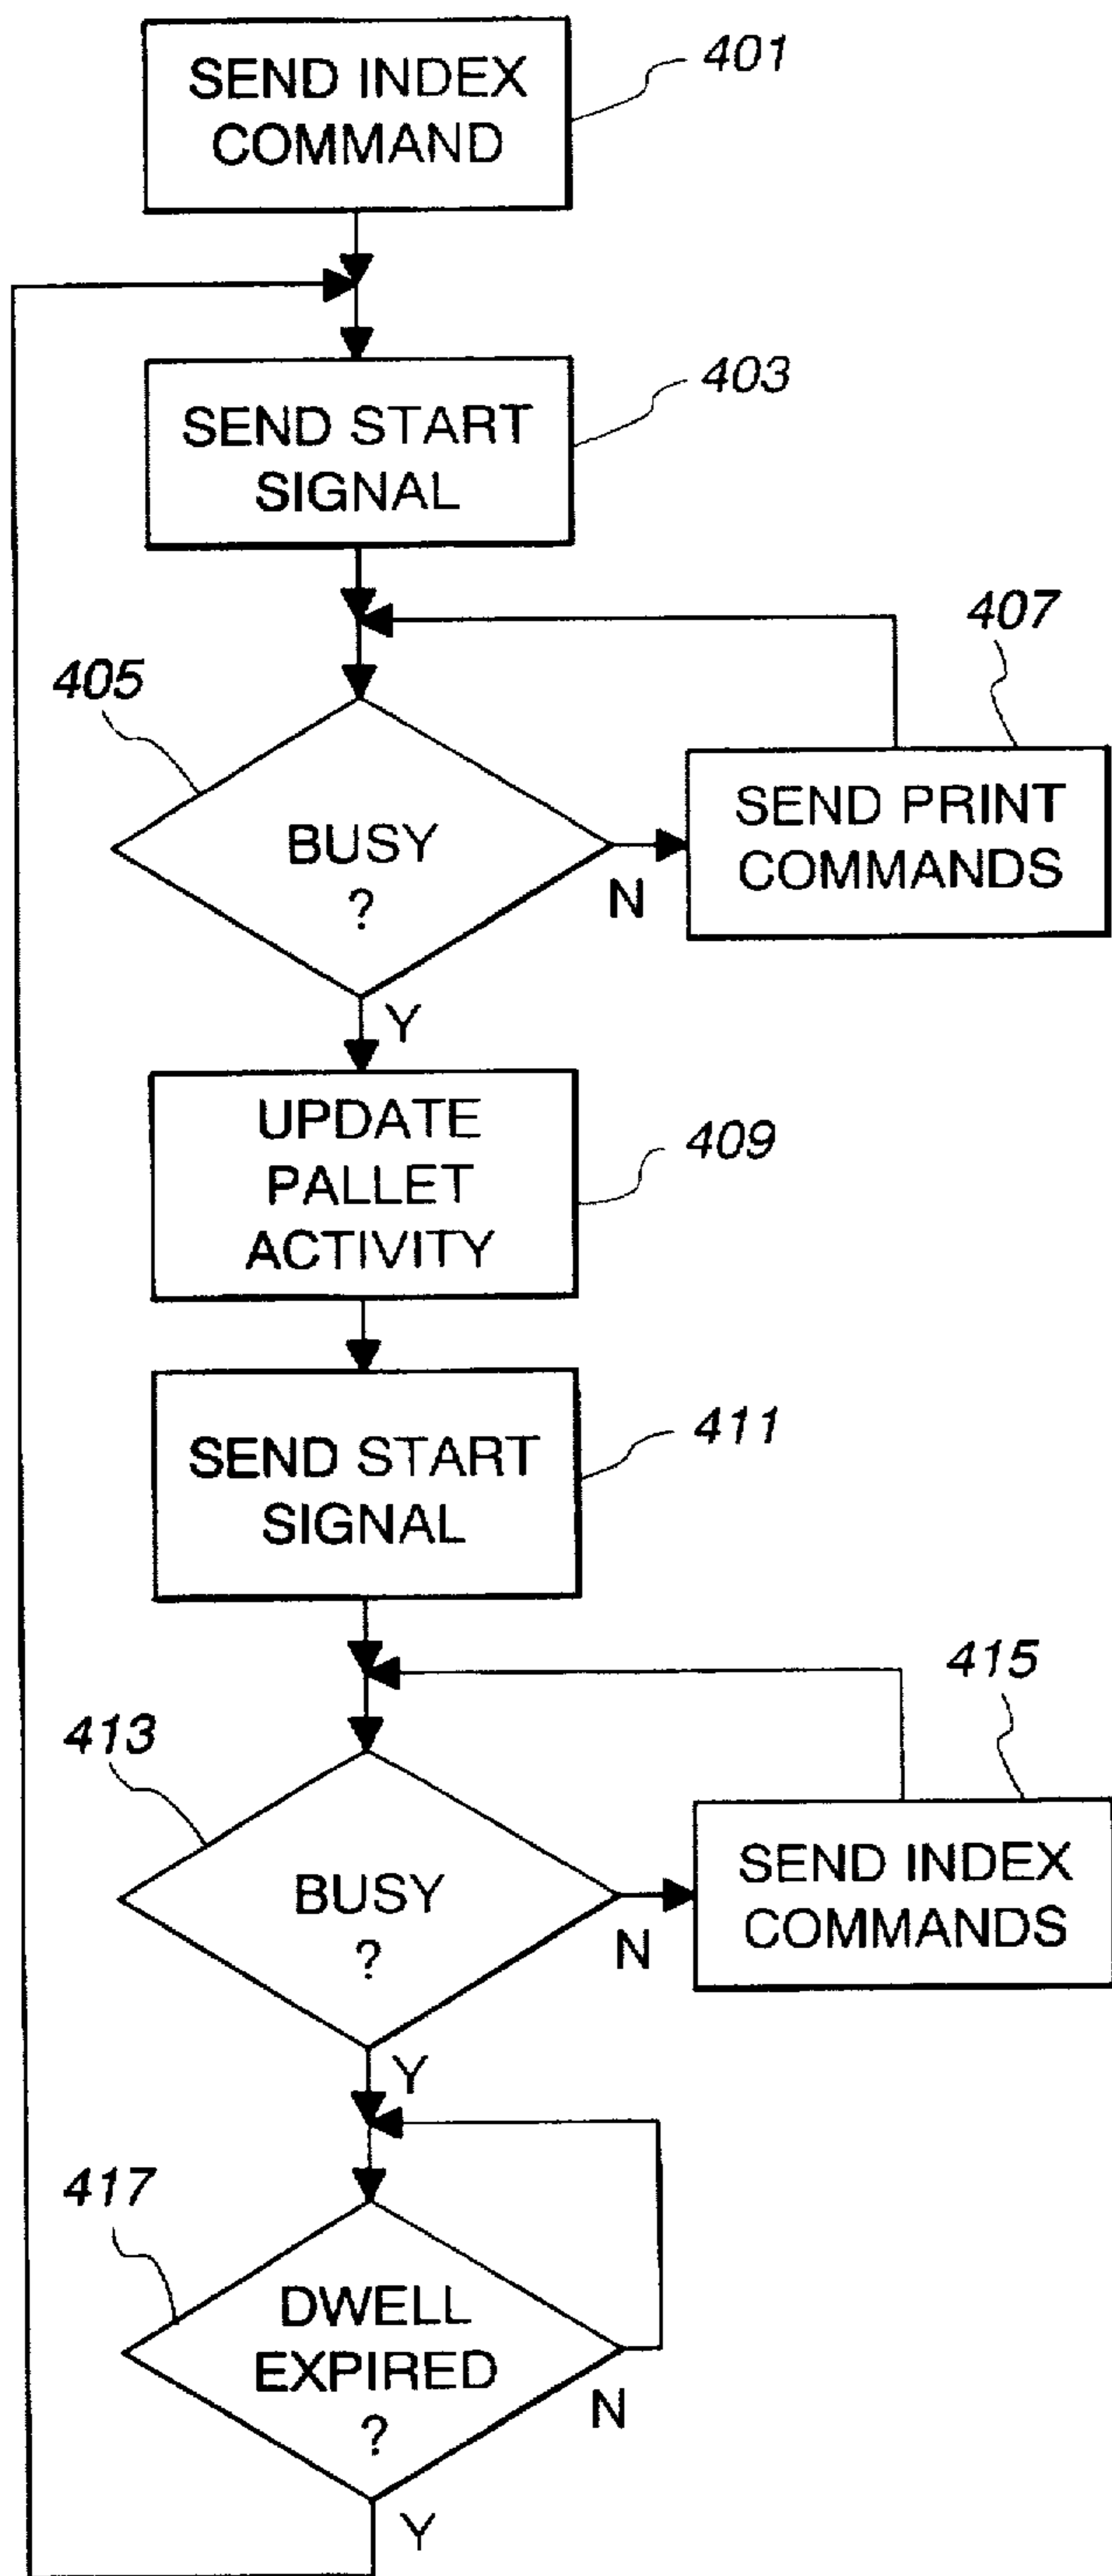 SEND INDEX
COMMAND
401
SEND START
SIGNAL
403
405
BUSY
?
N
Y
407
SEND PRINT
COMMANDS
UPDATE
PALLET
ACTIVITY
409
SEND START
SIGNAL
411
413
BUSY
?
N
Y
415
SEND INDEX
COMMANDS
417
DWELL
EXPIRED
?
N
Y